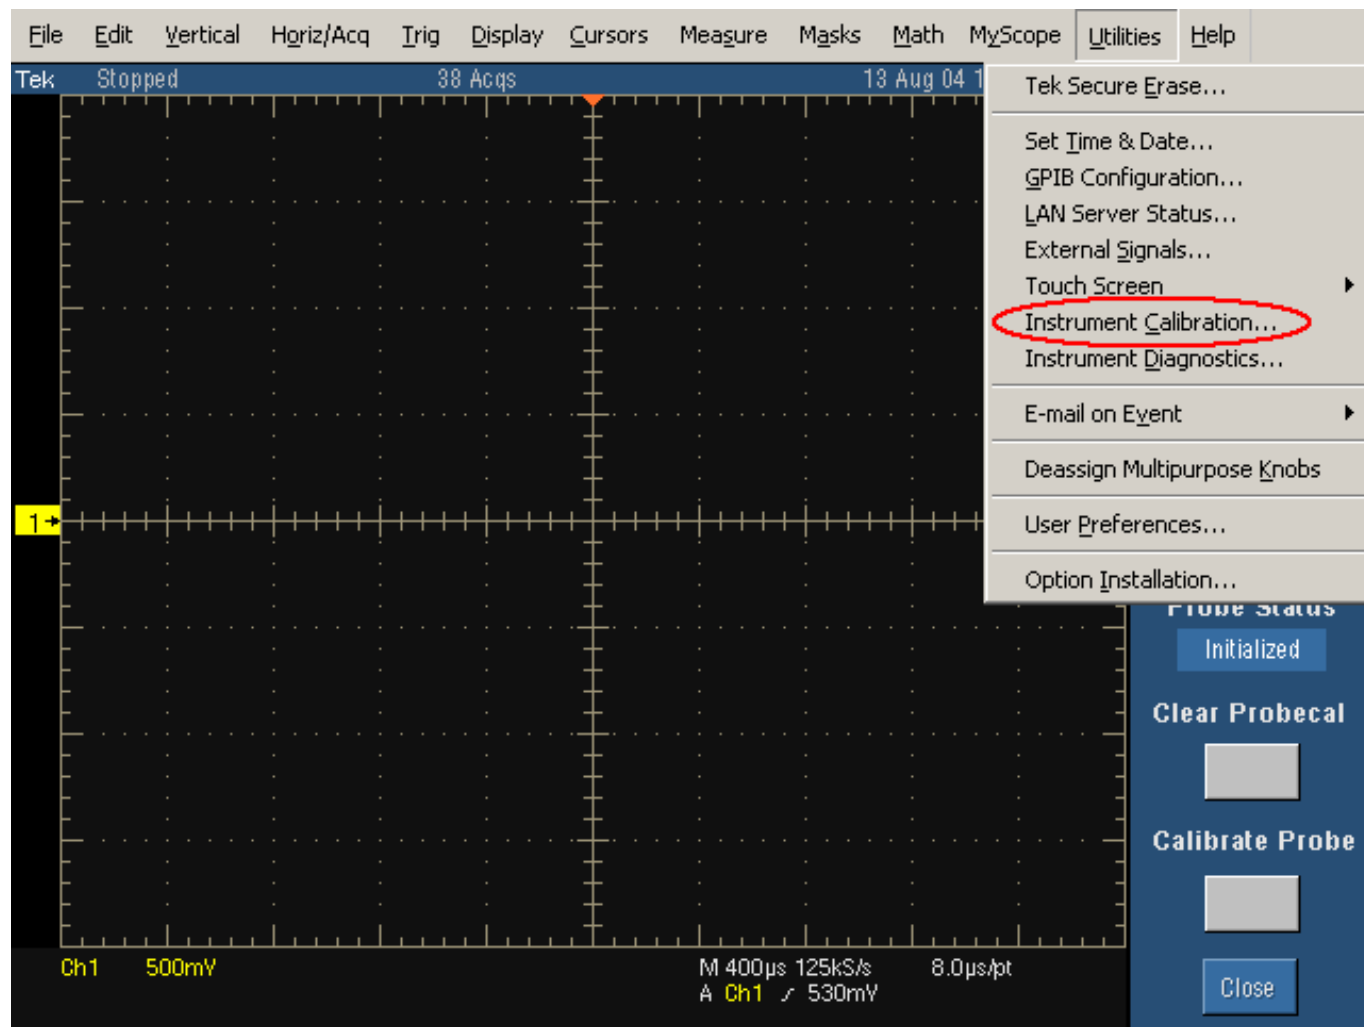 File Edit Vertical Horiz/Acq Trig Display Cursors Measure Masks Math MyScope Utilities Help
Tek Stopped 38 Acqs 13 Aug 04 1
Tek Secure Erase...
Set Time & Date...
GPIB Configuration...
LAN Server Status...
External Signals...
Touch Screen
Instrument Calibration...
Instrument Diagnostics...
E-mail on Event
Deassign Multipurpose Knobs
1
User Preferences...
Option Installation...
Probe Status
Initialized
Clear Probecal
Calibrate Probe
Ch1 500mV M 400µs 125kS/s 8.0µs/pt
A Ch1 530mV
Close